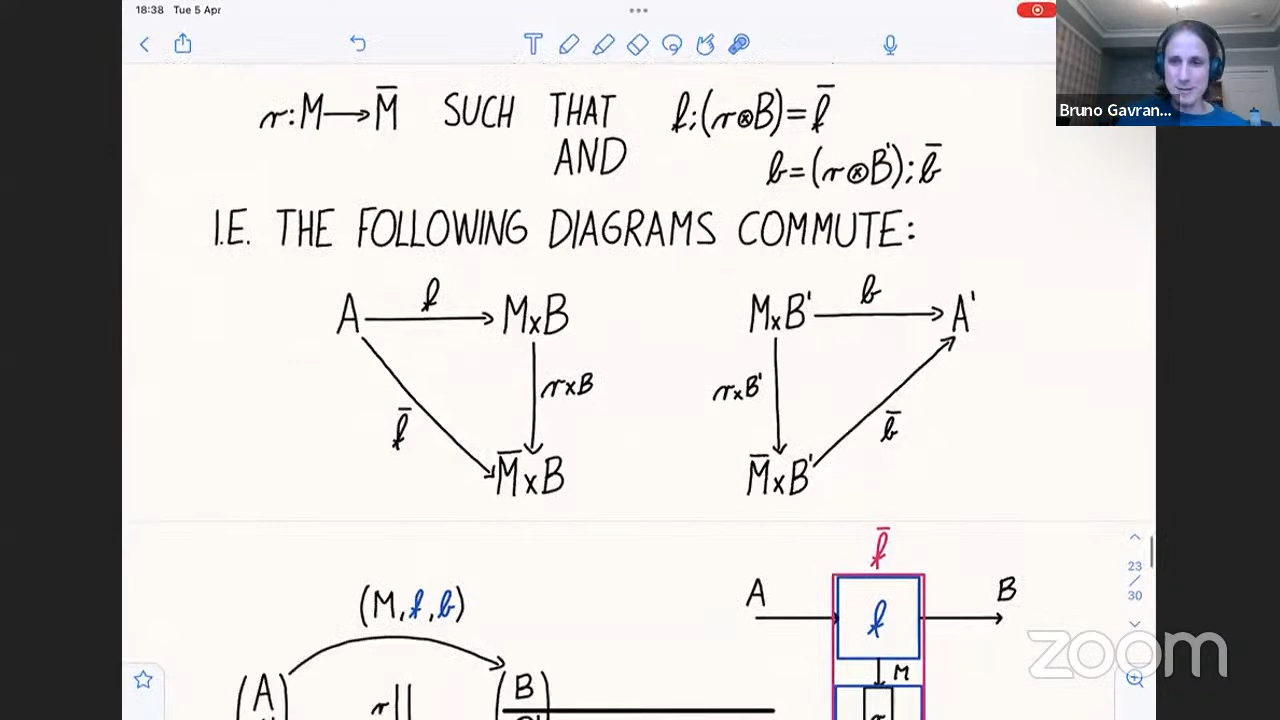 18:38 Tue 5 Apr
Bruno Gavran...
r: M → M̄ SUCH THAT f;(r⊗B)=f̄
AND b=(r⊗B');b̄
I.E. THE FOLLOWING DIAGRAMS COMMUTE:
A f M×B
r×B
f̄
M̄×B
M×B' b A'
r×B'
b̄
M̄×B'
23
/
30
(M, f, b)
(A
r
(B
f̄
A f B
M
r
zoom